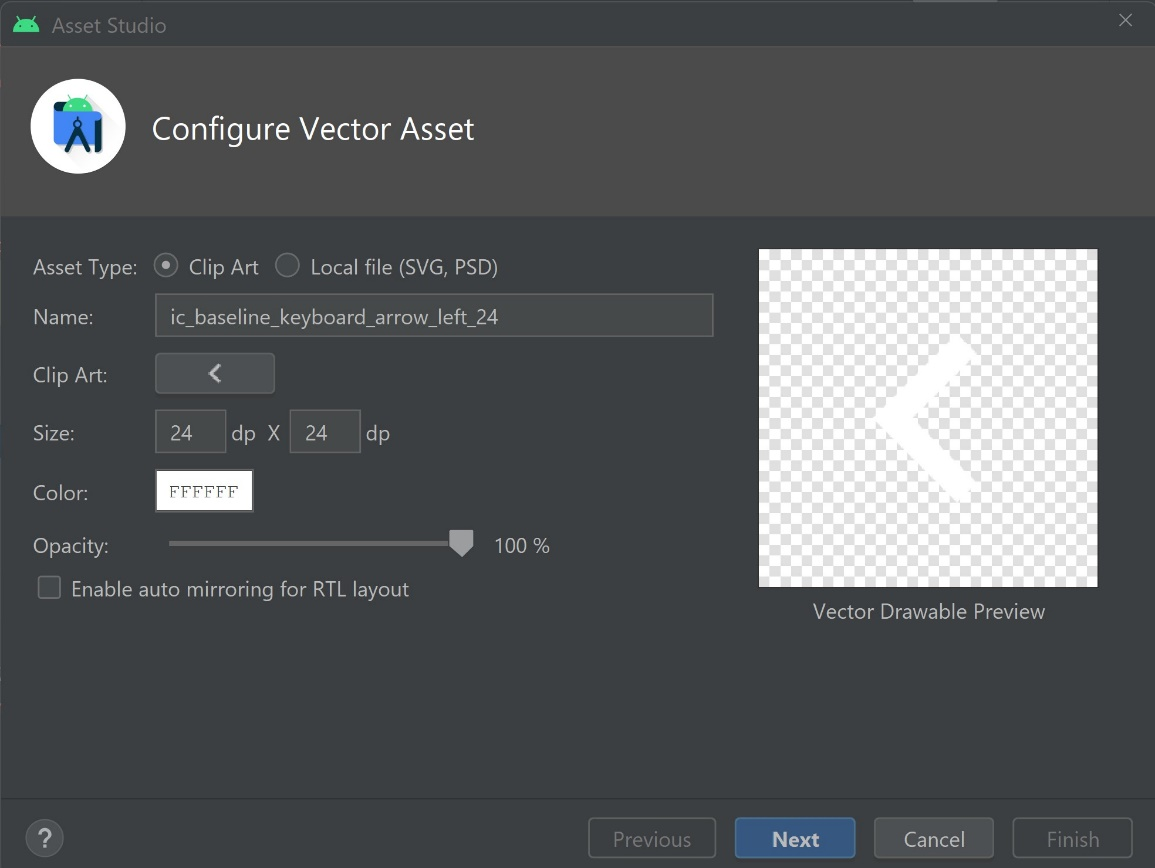 Asset Studio
Configure Vector Asset
Asset Type: Clip Art Local file (SVG, PSD)
Name: ic_baseline_keyboard_arrow_left_24
Clip Art:
Size: 24 dp X 24 dp
Color: FFFFFF
Opacity: 100 %
Enable auto mirroring for RTL layout
Vector Drawable Preview
? Previous Next Cancel Finish